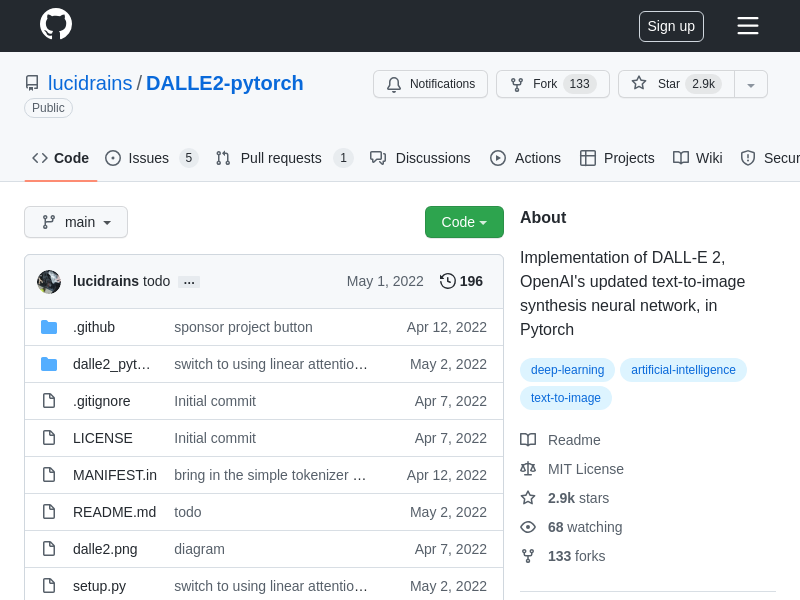 Sign up
lucidrains / DALLE2-pytorch
Public
Notifications
Fork 133
Star 2.9k
Code
Issues 5
Pull requests 1
Discussions
Actions
Projects
Wiki
Secur
main
Code
lucidrains todo ...
May 1, 2022
196
.github sponsor project button Apr 12, 2022
dalle2_pyt… switch to using linear attentio… May 2, 2022
.gitignore Initial commit Apr 7, 2022
LICENSE Initial commit Apr 7, 2022
MANIFEST.in bring in the simple tokenizer … Apr 12, 2022
README.md todo May 2, 2022
dalle2.png diagram Apr 7, 2022
setup.py switch to using linear attentio… May 2, 2022
About
Implementation of DALL-E 2,
OpenAI's updated text-to-image
synthesis neural network, in
Pytorch
deep-learning artificial-intelligence
text-to-image
Readme
MIT License
2.9k stars
68 watching
133 forks